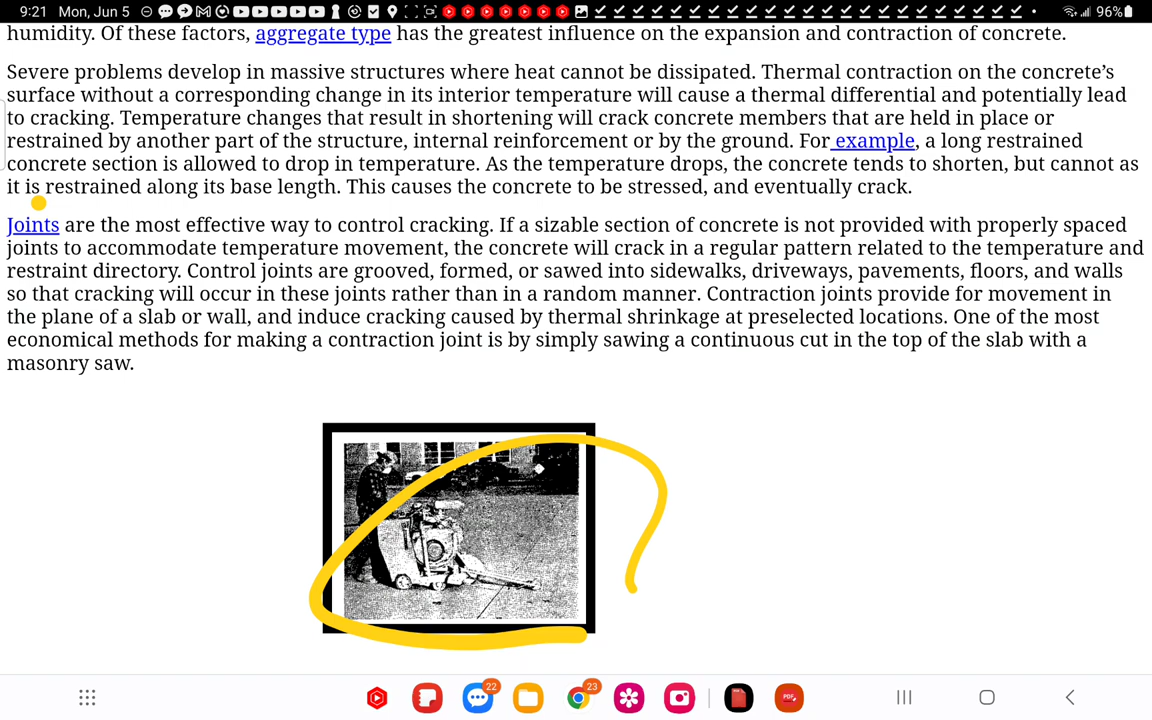 9:21 Mon, Jun 5 96%
humidity. Of these factors, aggregate type has the greatest influence on the expansion and contraction of concrete.
Severe problems develop in massive structures where heat cannot be dissipated. Thermal contraction on the concrete’s
surface without a corresponding change in its interior temperature will cause a thermal differential and potentially lead
to cracking. Temperature changes that result in shortening will crack concrete members that are held in place or
restrained by another part of the structure, internal reinforcement or by the ground. For example, a long restrained
concrete section is allowed to drop in temperature. As the temperature drops, the concrete tends to shorten, but cannot as
it is restrained along its base length. This causes the concrete to be stressed, and eventually crack.
Joints are the most effective way to control cracking. If a sizable section of concrete is not provided with properly spaced
joints to accommodate temperature movement, the concrete will crack in a regular pattern related to the temperature and
restraint directory. Control joints are grooved, formed, or sawed into sidewalks, driveways, pavements, floors, and walls
so that cracking will occur in these joints rather than in a random manner. Contraction joints provide for movement in
the plane of a slab or wall, and induce cracking caused by thermal shrinkage at preselected locations. One of the most
economical methods for making a contraction joint is by simply sawing a continuous cut in the top of the slab with a
masonry saw.
22 23 PDF